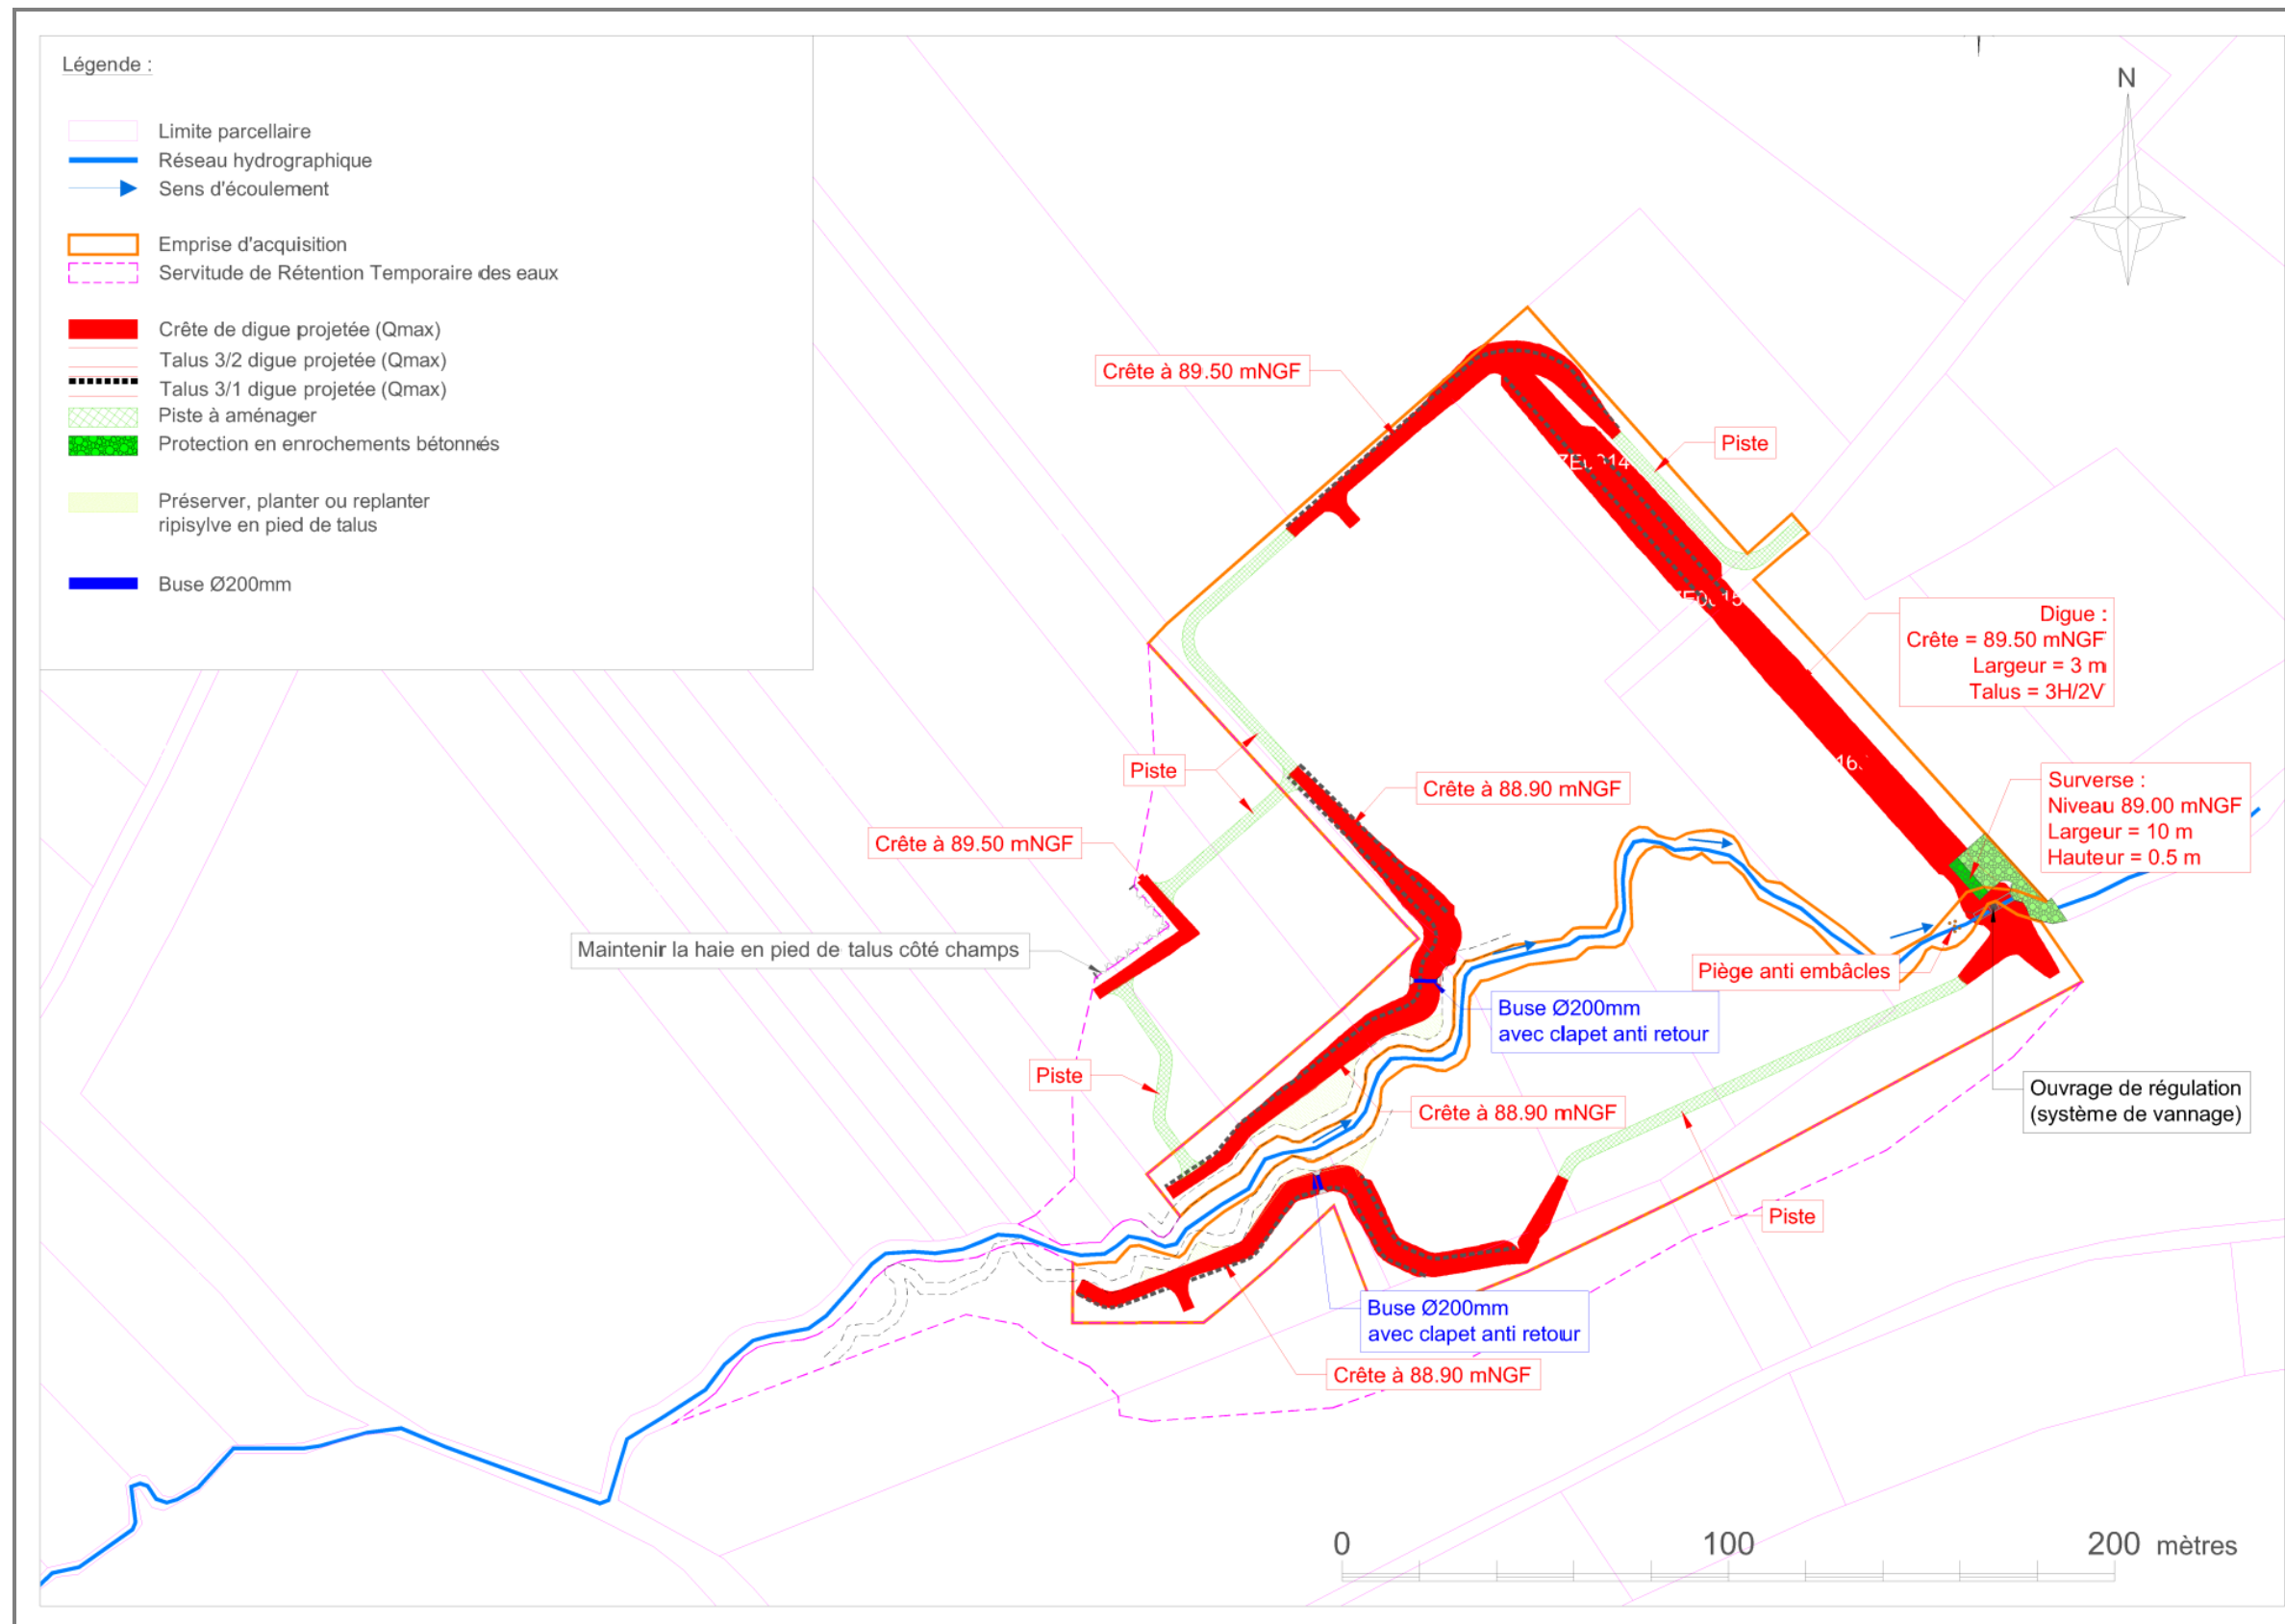 Légende :
Limite parcellaire
Réseau hydrographique
Sens d'écoulement
Emprise d'acquisition
Servitude de Rétention Temporaire des eaux
Crête de digue projetée (Qmax)
Talus 3/2 digue projetée (Qmax)
Talus 3/1 digue projetée (Qmax)
Piste à aménager
Protection en enrochements bétonnés
Préserver, planter ou replanter
ripisylve en pied de talus
Buse Ø200mm
N
Crête à 89.50 mNGF
Piste
Digue :
Crête = 89.50 mNGF
Largeur = 3 m
Talus = 3H/2V
Piste
Crête à 88.90 mNGF
Surverse :
Niveau 89.00 mNGF
Largeur = 10 m
Hauteur = 0.5 m
Crête à 89.50 mNGF
Maintenir la haie en pied de talus côté champs
Piège anti embâcles
Buse Ø200mm
avec clapet anti retour
Piste
Crête à 88.90 mNGF
Ouvrage de régulation
(système de vannage)
Piste
Buse Ø200mm
avec clapet anti retour
Crête à 88.90 mNGF
0 100 200 mètres